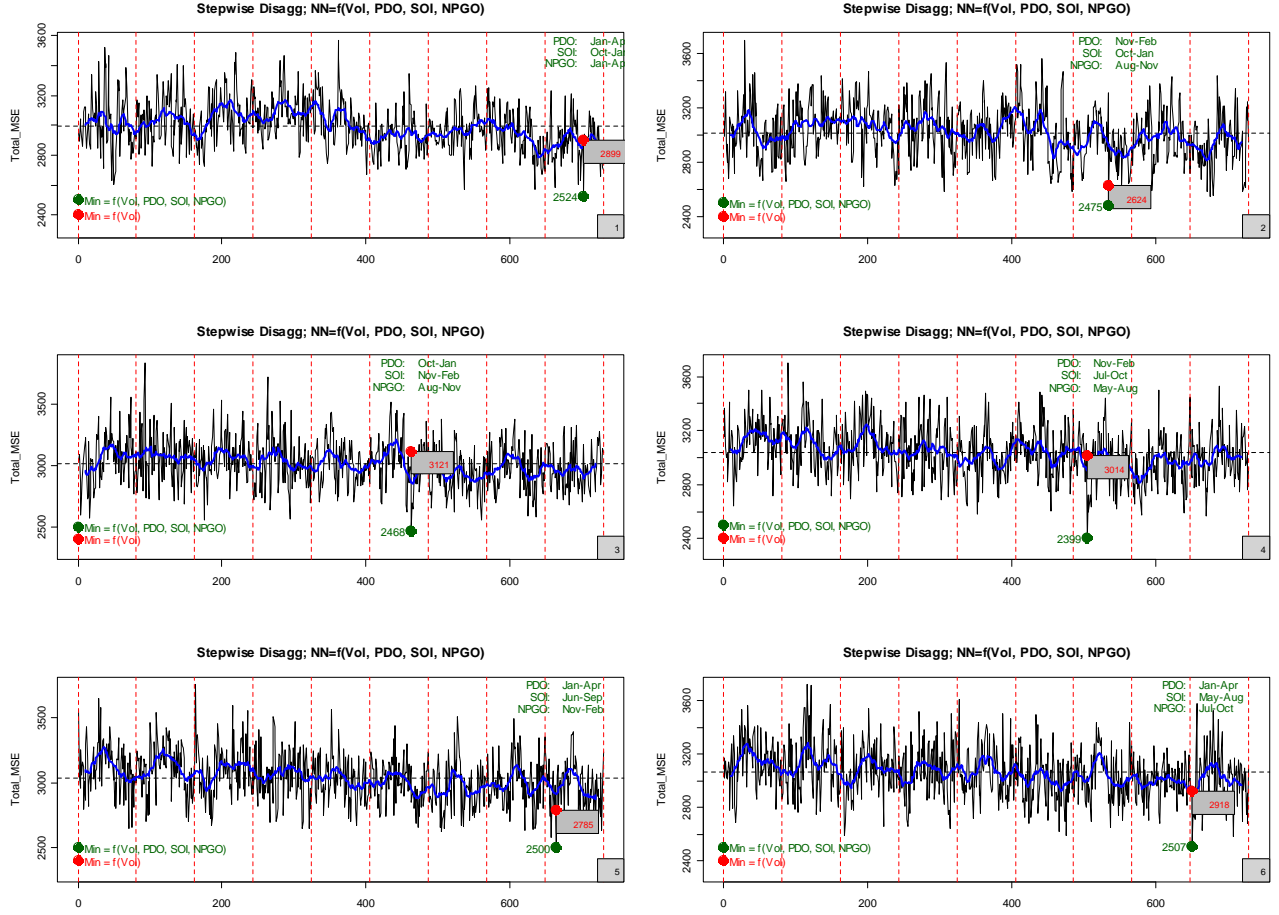 Stepwise Disagg; NN=f(Vol, PDO, SOI, NPGO)
PDO: Jan-Ap
SOI: Oct-Ja
NPGO: Jan-Ap
Total_MSE
3600
3200
2800
2400
2899
2524
Min = f(Vol, PDO, SOI, NPGO)
Min = f(Vol)
1
0 200 400 600
Stepwise Disagg; NN=f(Vol, PDO, SOI, NPGO)
PDO: Nov-Feb
SOI: Oct-Jan
NPGO: Aug-Nov
Total_MSE
3600
3200
2800
2400
2624
2475
Min = f(Vol, PDO, SOI, NPGO)
Min = f(Vol)
2
0 200 400 600
Stepwise Disagg; NN=f(Vol, PDO, SOI, NPGO)
PDO: Oct-Jan
SOI: Nov-Feb
NPGO: Aug-Nov
Total_MSE
3500
3000
2500
3121
2468
Min = f(Vol, PDO, SOI, NPGO)
Min = f(Vol)
3
0 200 400 600
Stepwise Disagg; NN=f(Vol, PDO, SOI, NPGO)
PDO: Nov-Feb
SOI: Jul-Oct
NPGO: May-Aug
Total_MSE
3600
3200
2800
2400
3014
2399
Min = f(Vol, PDO, SOI, NPGO)
Min = f(Vol)
4
0 200 400 600
Stepwise Disagg; NN=f(Vol, PDO, SOI, NPGO)
PDO: Jan-Apr
SOI: Jun-Sep
NPGO: Nov-Feb
Total_MSE
3500
3000
2500
2785
2500
Min = f(Vol, PDO, SOI, NPGO)
Min = f(Vol)
5
0 200 400 600
Stepwise Disagg; NN=f(Vol, PDO, SOI, NPGO)
PDO: Jan-Apr
SOI: May-Aug
NPGO: Jul-Oct
Total_MSE
3600
3200
2800
2400
2918
2507
Min = f(Vol, PDO, SOI, NPGO)
Min = f(Vol)
6
0 200 400 600